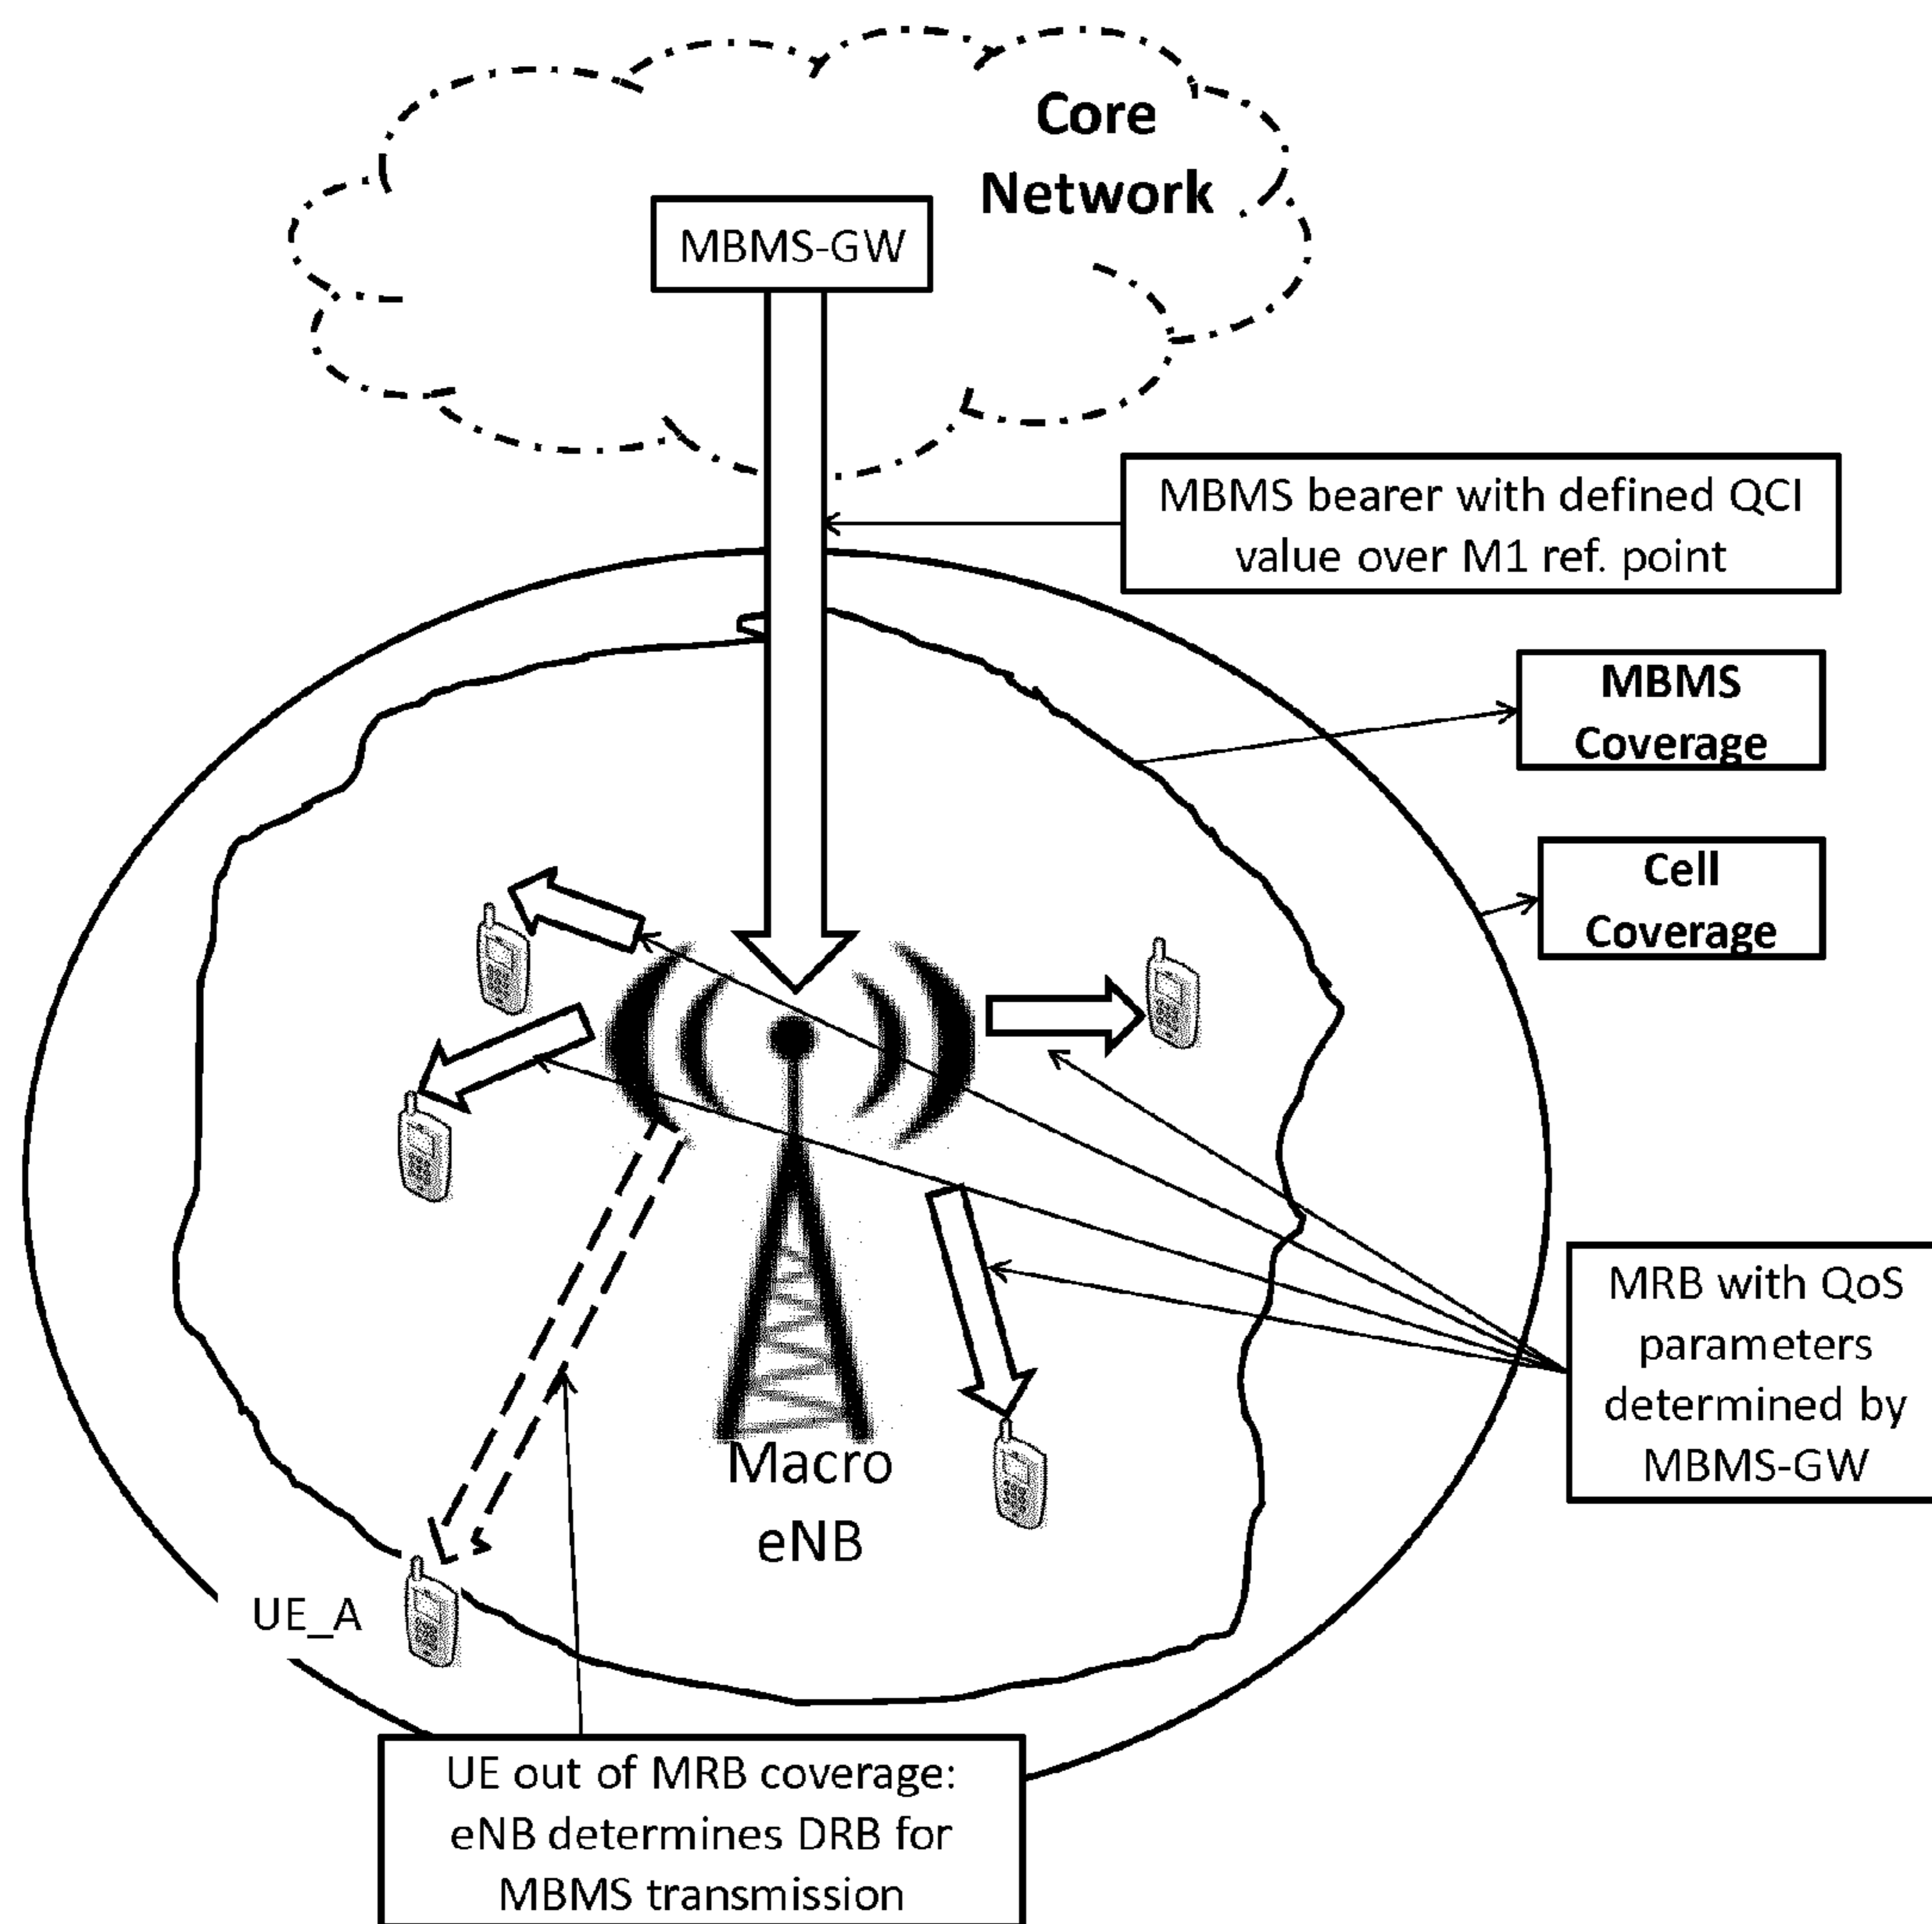 Core
Network
MBMS-GW
MBMS bearer with defined QCI
value over M1 ref. point
MBMS
Coverage
Cell
Coverage
MRB with QoS
parameters
determined by
MBMS-GW
Macro
eNB
UE_A
UE out of MRB coverage:
eNB determines DRB for
MBMS transmission